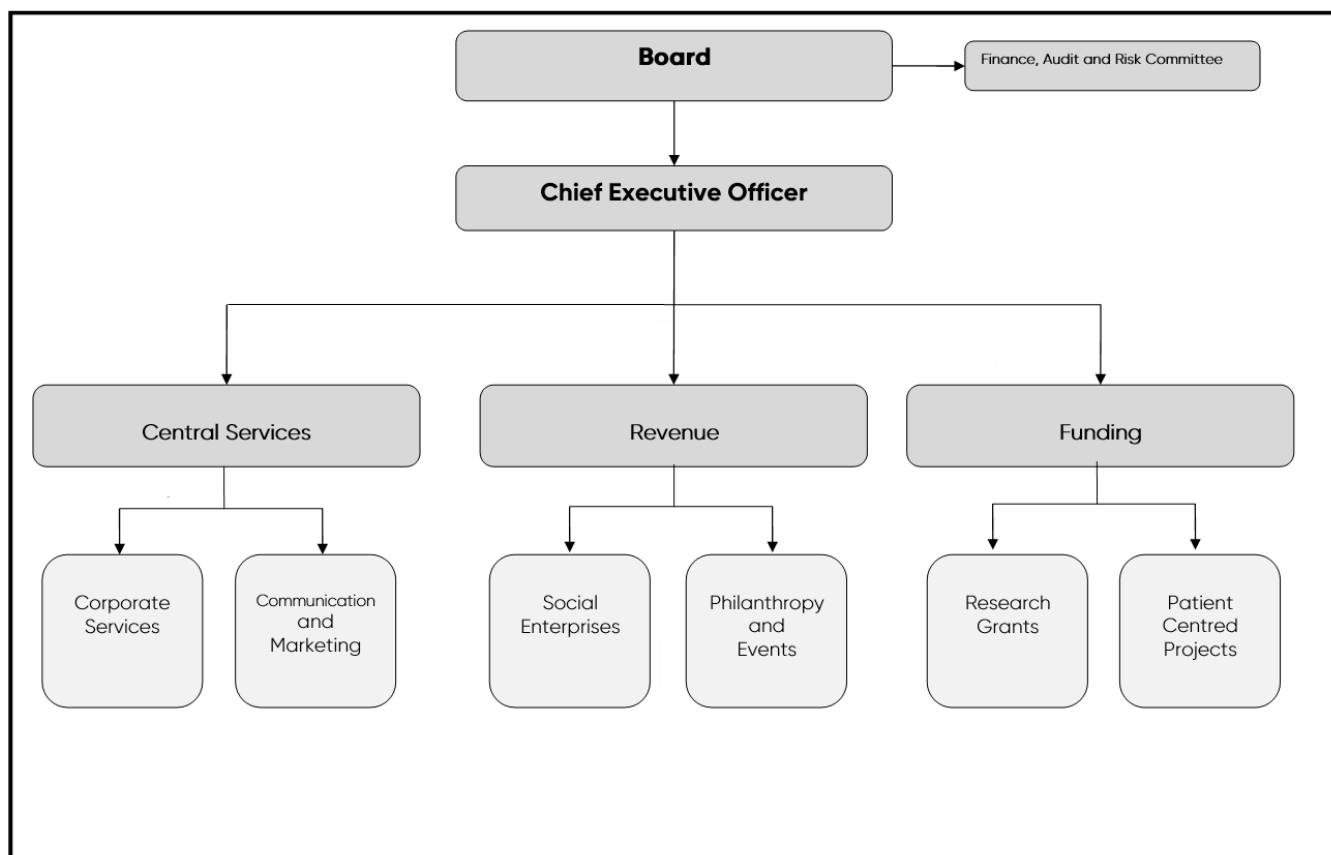 Board
Finance, Audit and Risk Committee
Chief Executive Officer
Central Services
Revenue
Funding
Corporate
Services
Communication
and
Marketing
Social
Enterprises
Philanthropy
and
Events
Research
Grants
Patient
Centred
Projects